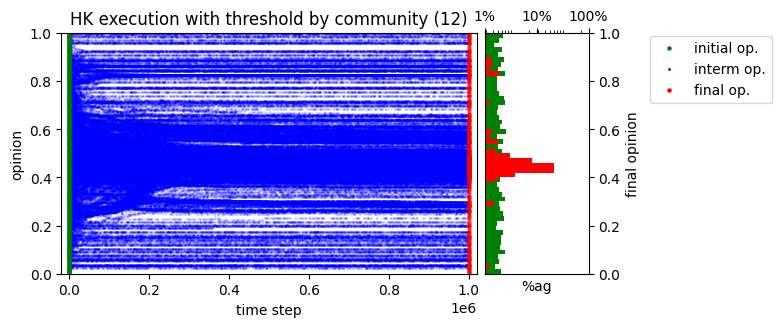 HK execution with threshold by community (12)
1% 10% 100%
1.0 1.0
0.8 0.8
0.6 0.6
0.4 0.4
0.2 0.2
0.0 0.0
opinion
final opinion
0.0 0.2 0.4 0.6 0.8 1.0
1e6
time step
%ag
initial op.
interm op.
final op.